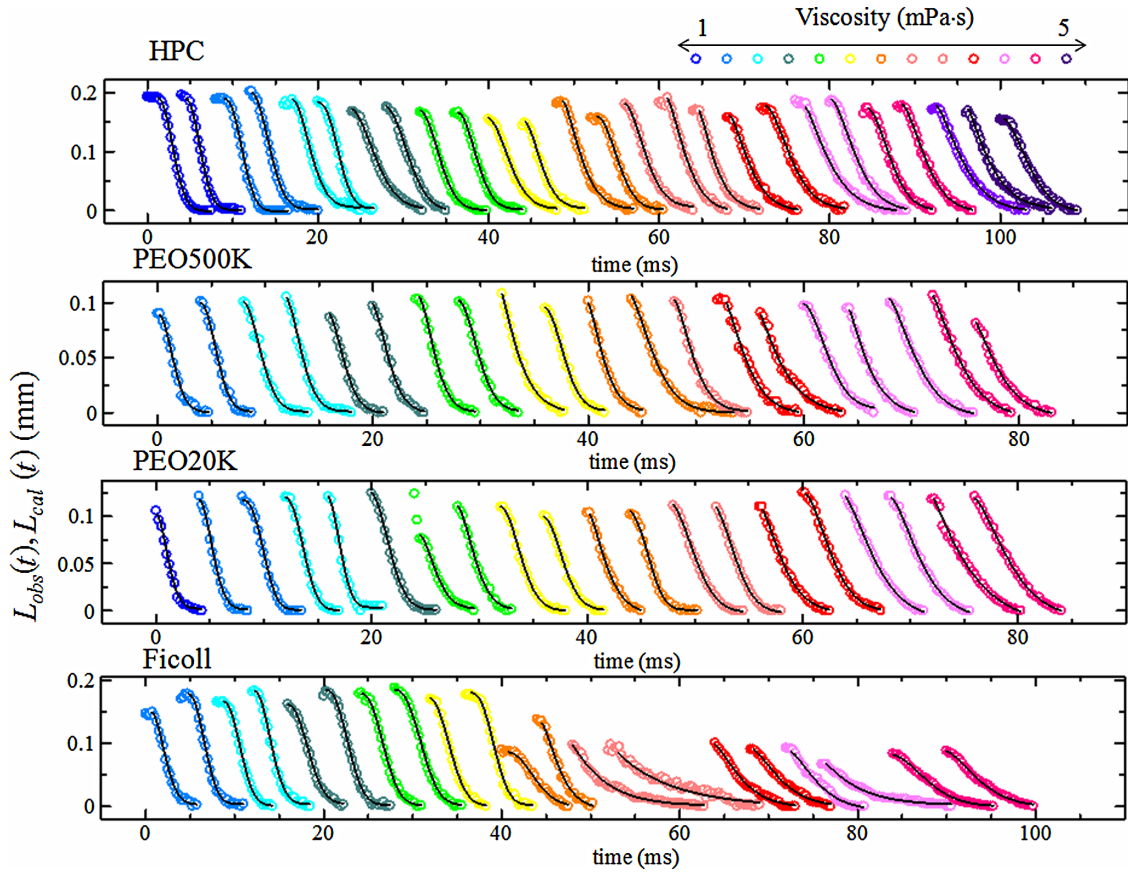 Viscosity (mPa·s)
1 5
HPC
0.2
0.1
0
0 20 40 60 80 100
time (ms)
PEO500K
0.1
0.05
0
0 20 40 60 80
time (ms)
PEO20K
0.1
0.05
0
0 20 40 60 80
time (ms)
Ficoll
0.2
0.1
0
0 20 40 60 80 100
time (ms)
L_obs(t), L_cal (t) (mm)